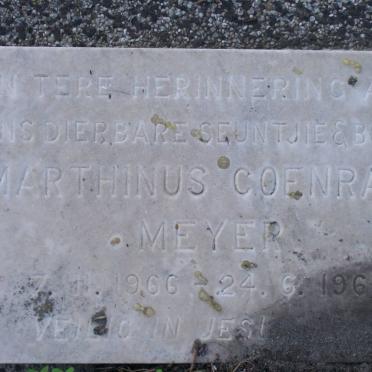 N TERE HERINNERING A
NS DIERBARE SEUNTJIE & B
MARTHINUS COENRA
MEYER
7. 11. 1966 - 24. 6. 196
VEILIG IN JESU